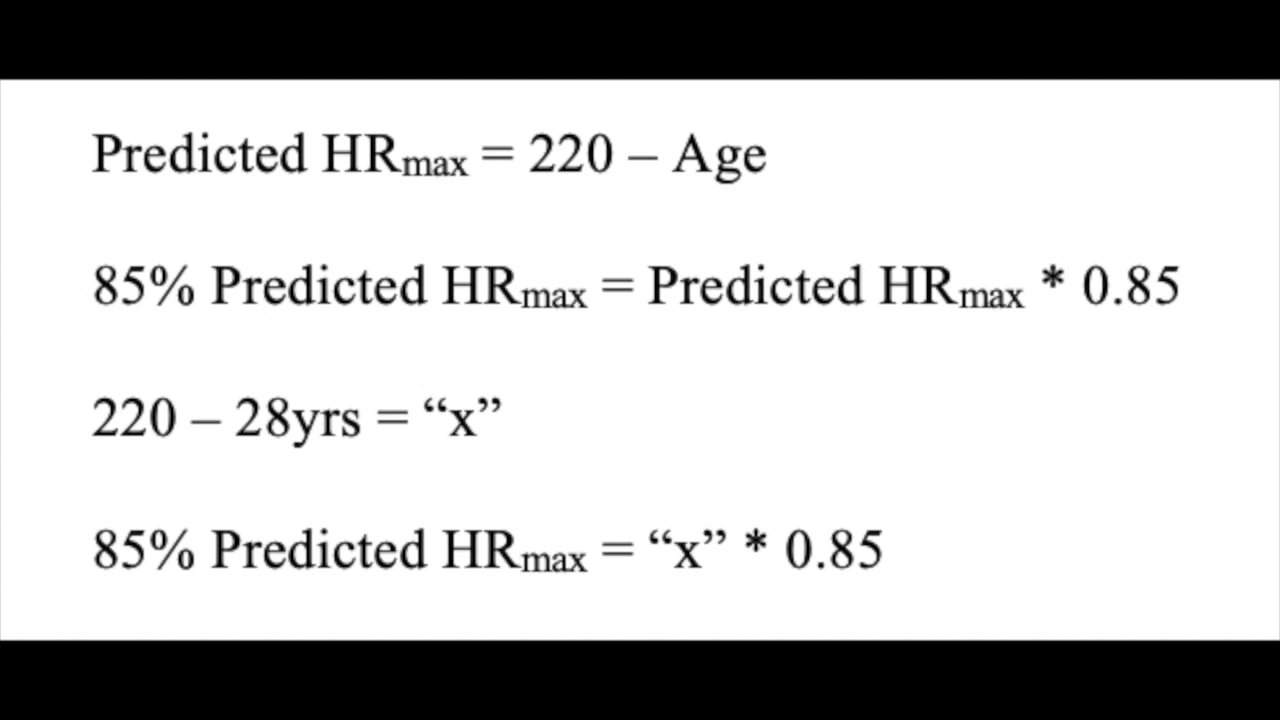 Predicted HRmax = 220 – Age
85% Predicted HRmax = Predicted HRmax * 0.85
220 – 28yrs = “x”
85% Predicted HRmax = “x” * 0.85